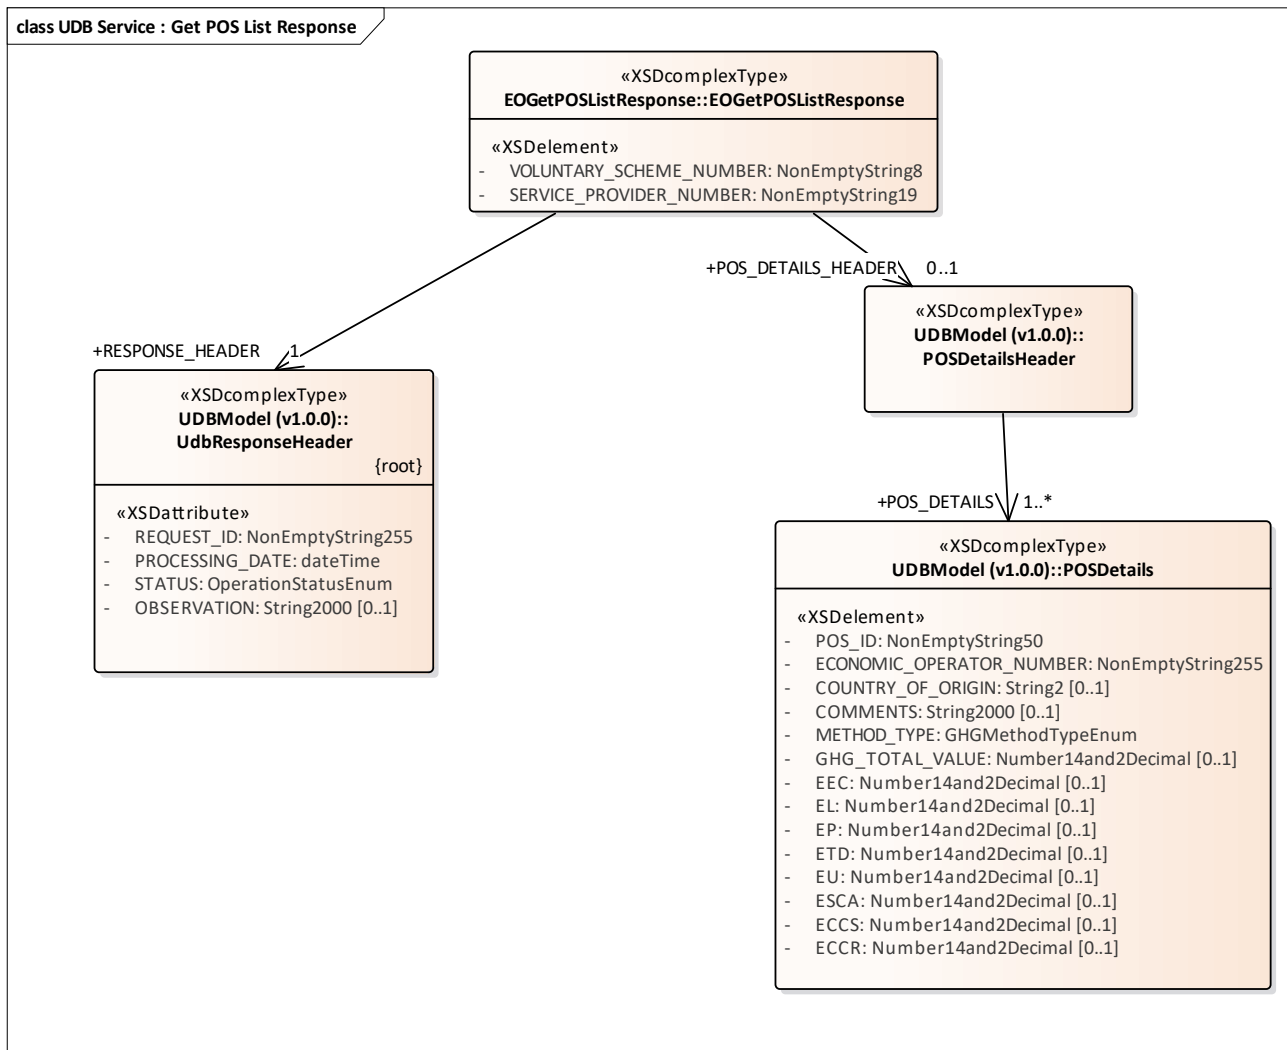 class UDB Service : Get POS List Response
«XSDcomplexType»
EOGetPOSListResponse::EOGetPOSListResponse
«XSDelement»
- VOLUNTARY_SCHEME_NUMBER: NonEmptyString8
- SERVICE_PROVIDER_NUMBER: NonEmptyString19
+POS_DETAILS_HEADER 0..1
«XSDcomplexType»
UDBModel (v1.0.0)::
POSDetailsHeader
+RESPONSE_HEADER 1
«XSDcomplexType»
UDBModel (v1.0.0)::
UdbResponseHeader
{root}
«XSDattribute»
- REQUEST_ID: NonEmptyString255
- PROCESSING_DATE: dateTime
- STATUS: OperationStatusEnum
- OBSERVATION: String2000 [0..1]
+POS_DETAILS 1..*
«XSDcomplexType»
UDBModel (v1.0.0)::POSDetails
«XSDelement»
- POS_ID: NonEmptyString50
- ECONOMIC_OPERATOR_NUMBER: NonEmptyString255
- COUNTRY_OF_ORIGIN: String2 [0..1]
- COMMENTS: String2000 [0..1]
- METHOD_TYPE: GHGMethodTypeEnum
- GHG_TOTAL_VALUE: Number14and2Decimal [0..1]
- EEC: Number14and2Decimal [0..1]
- EL: Number14and2Decimal [0..1]
- EP: Number14and2Decimal [0..1]
- ETD: Number14and2Decimal [0..1]
- EU: Number14and2Decimal [0..1]
- ESCA: Number14and2Decimal [0..1]
- ECCS: Number14and2Decimal [0..1]
- ECCR: Number14and2Decimal [0..1]